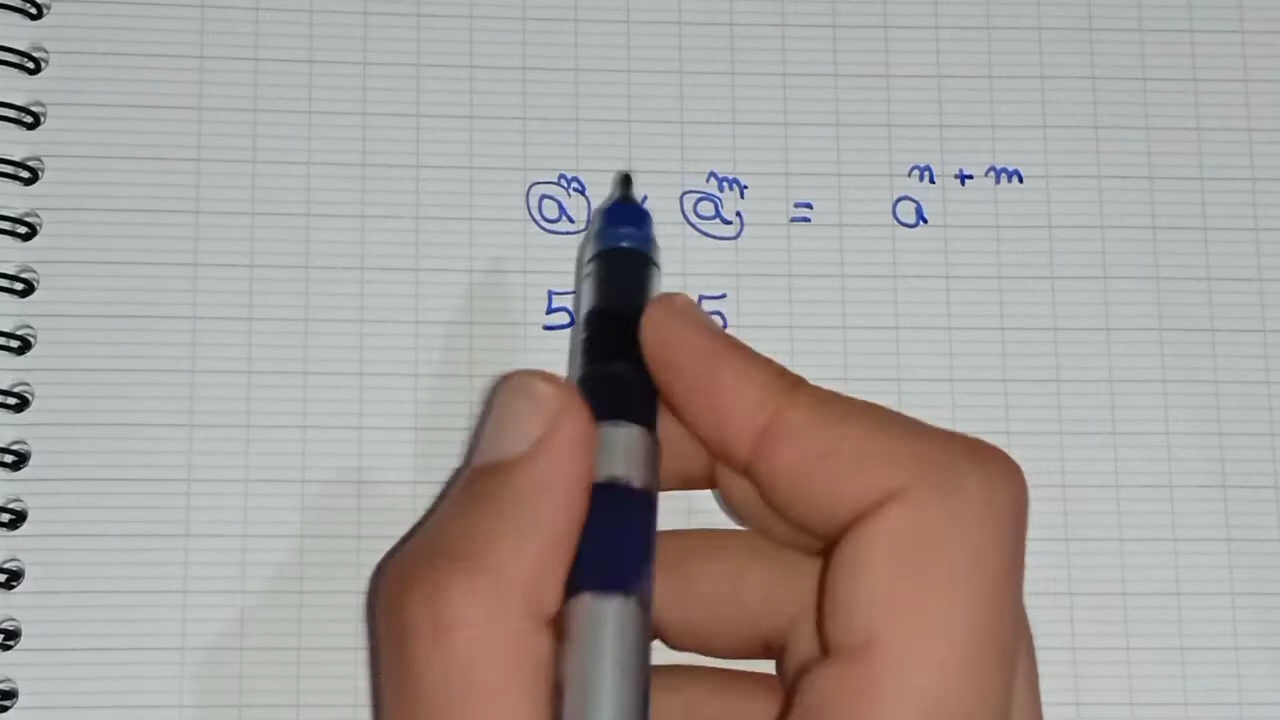 aⁿ × aᵐ = aⁿ⁺ᵐ
5 5